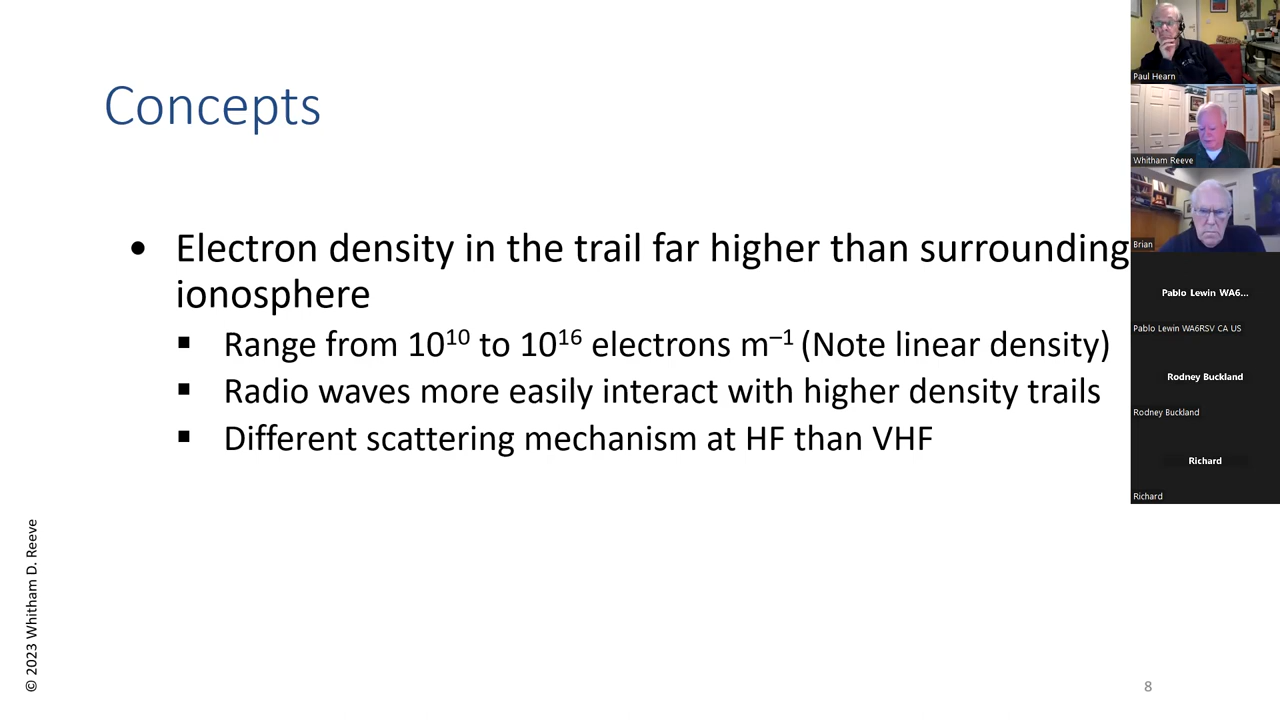 Concepts
• Electron density in the trail far higher than surrounding
ionosphere
▪ Range from 10¹⁰ to 10¹⁶ electrons m⁻¹ (Note linear density)
▪ Radio waves more easily interact with higher density trails
▪ Different scattering mechanism at HF than VHF
© 2023 Whitham D. Reeve
8
Paul Hearn
Whitham Reeve
Brian
Pablo Lewin WA6...
Pablo Lewin WA6RSV CA US
Rodney Buckland
Rodney Buckland
Richard
Richard